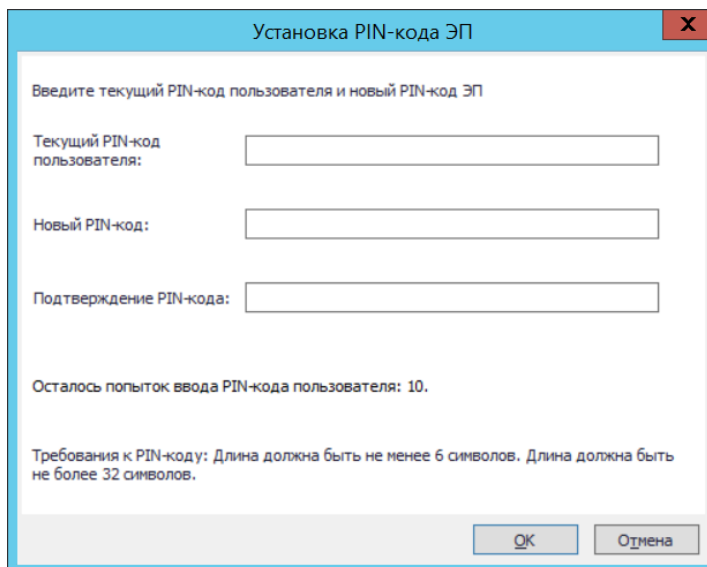 Установка PIN-кода ЭП
X
Введите текущий PIN-код пользователя и новый PIN-код ЭП
Текущий PIN-код
пользователя:
Новый PIN-код:
Подтверждение PIN-кода:
Осталось попыток ввода PIN-кода пользователя: 10.
Требования к PIN-коду: Длина должна быть не менее 6 символов. Длина должна быть
не более 32 символов.
OK
Отмена